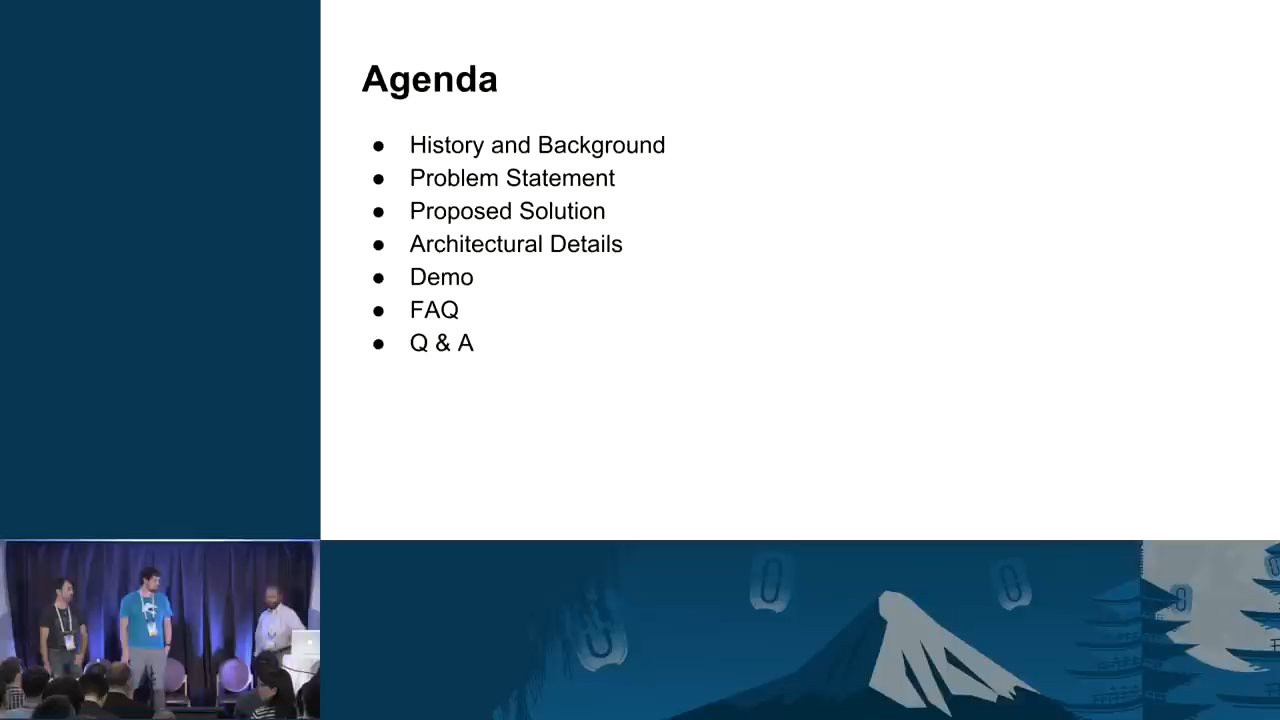 Agenda
● History and Background
● Problem Statement
● Proposed Solution
● Architectural Details
● Demo
● FAQ
● Q & A